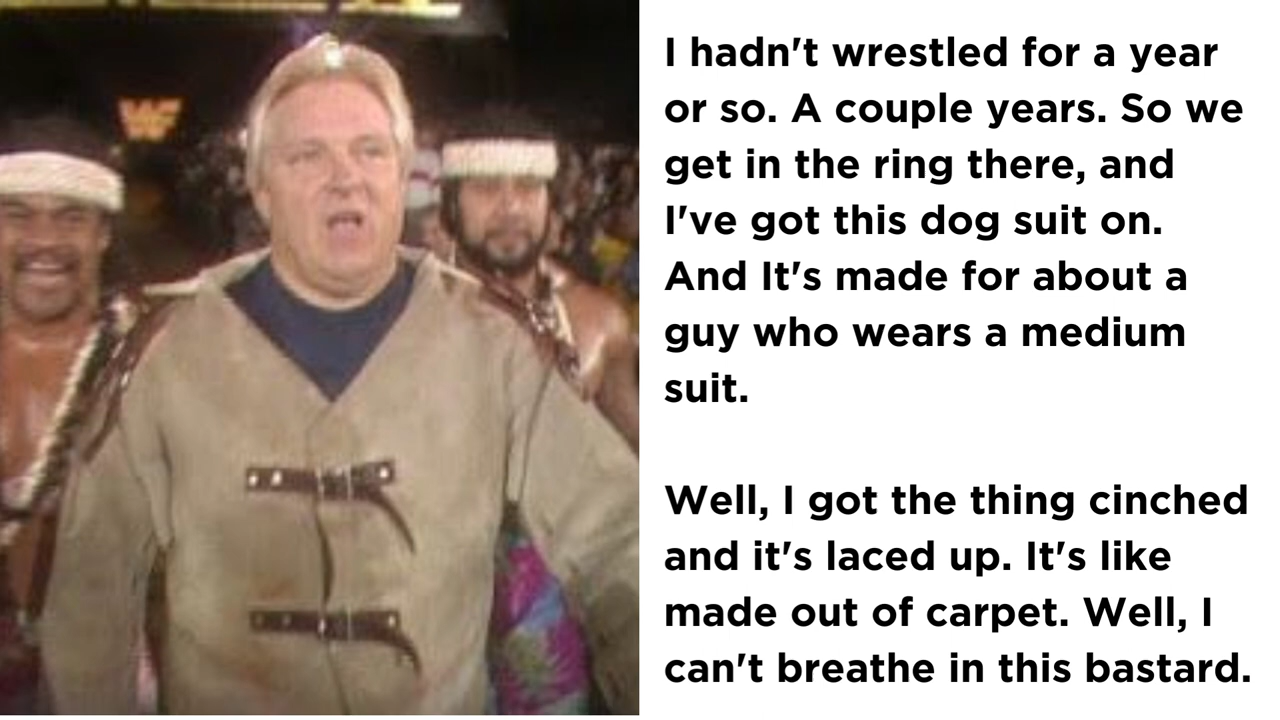 WF
I hadn't wrestled for a year
or so. A couple years. So we
get in the ring there, and
I've got this dog suit on.
And It's made for about a
guy who wears a medium
suit.
Well, I got the thing cinched
and it's laced up. It's like
made out of carpet. Well, I
can't breathe in this bastard.